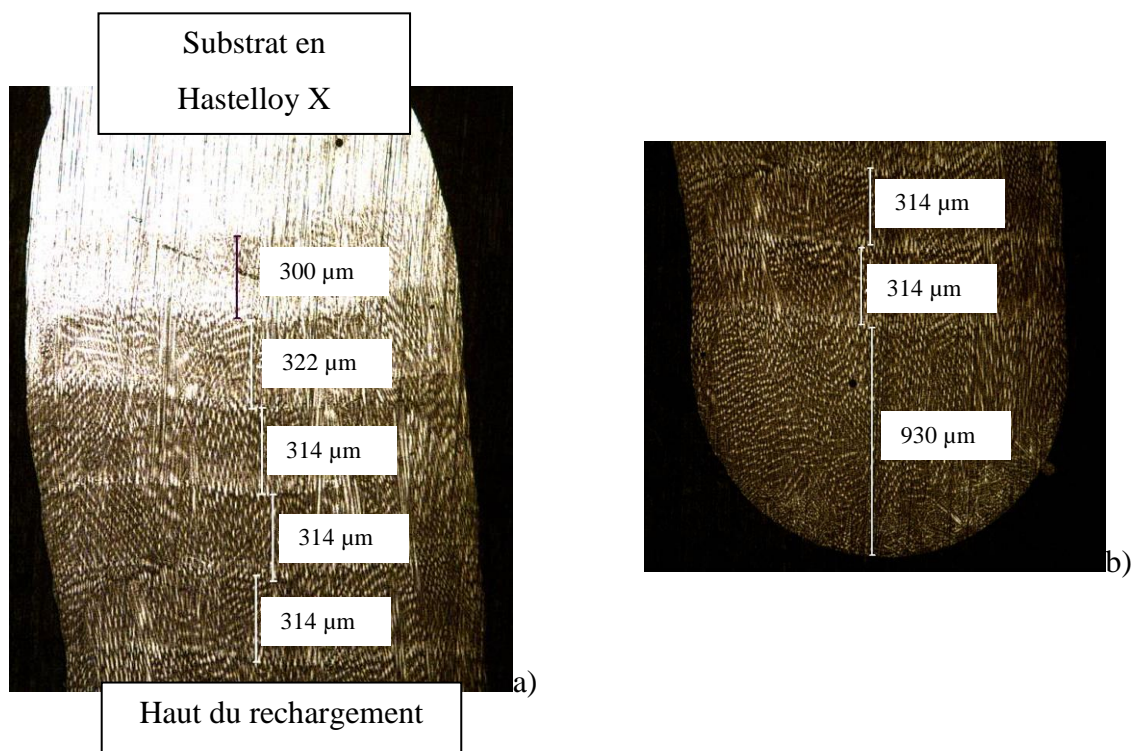 Substrat en
Hastelloy X
300 µm
322 µm
314 µm
314 µm
314 µm
Haut du rechargement
a)
314 µm
314 µm
930 µm
b)